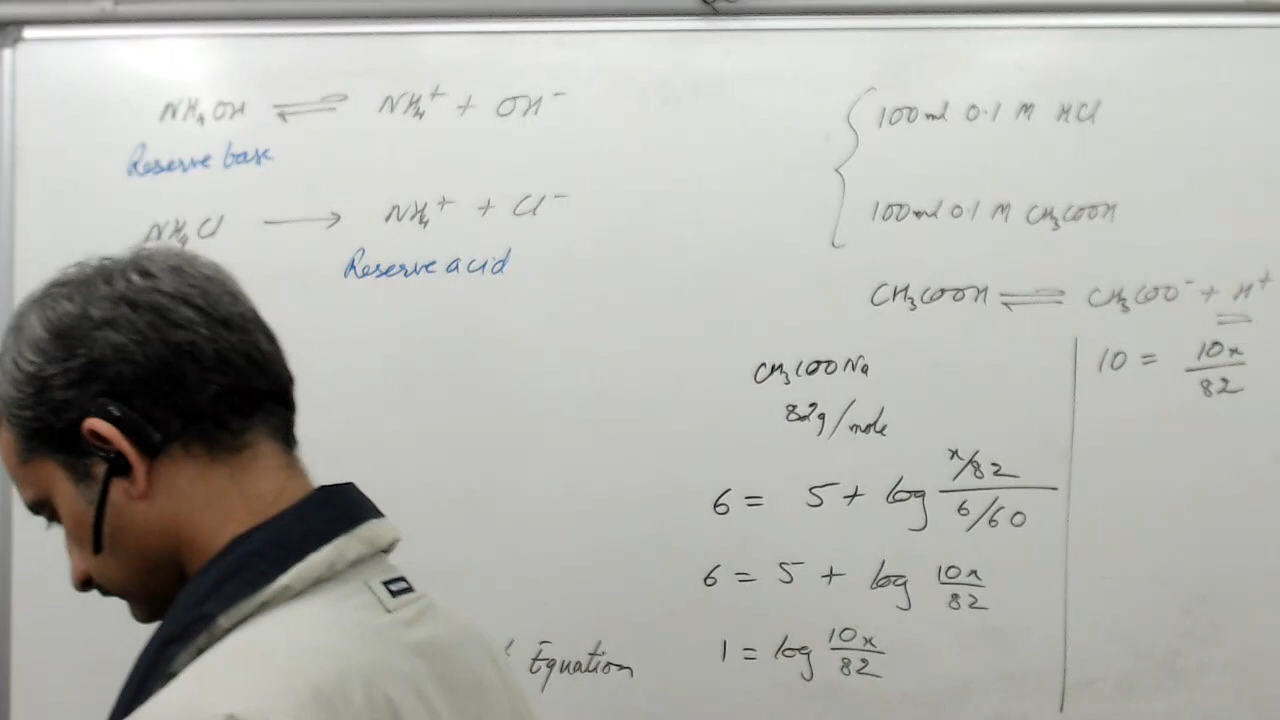 NH₄OH ⇌ NH₄⁺ + OH⁻
Reserve base
NH₄Cl ⟶ NH₄⁺ + Cl⁻
Reserve acid
Equation
100ml 0.1 M HCl
100ml 0.1 M CH₃COOH
CH₃COOH ⇌ CH₃COO⁻ + H⁺
CH₃COONa
82g/mole
6 = 5 + log (x/82)/(6/60)
6 = 5 + log 10x/82
1 = log 10x/82
10 = 10x/82